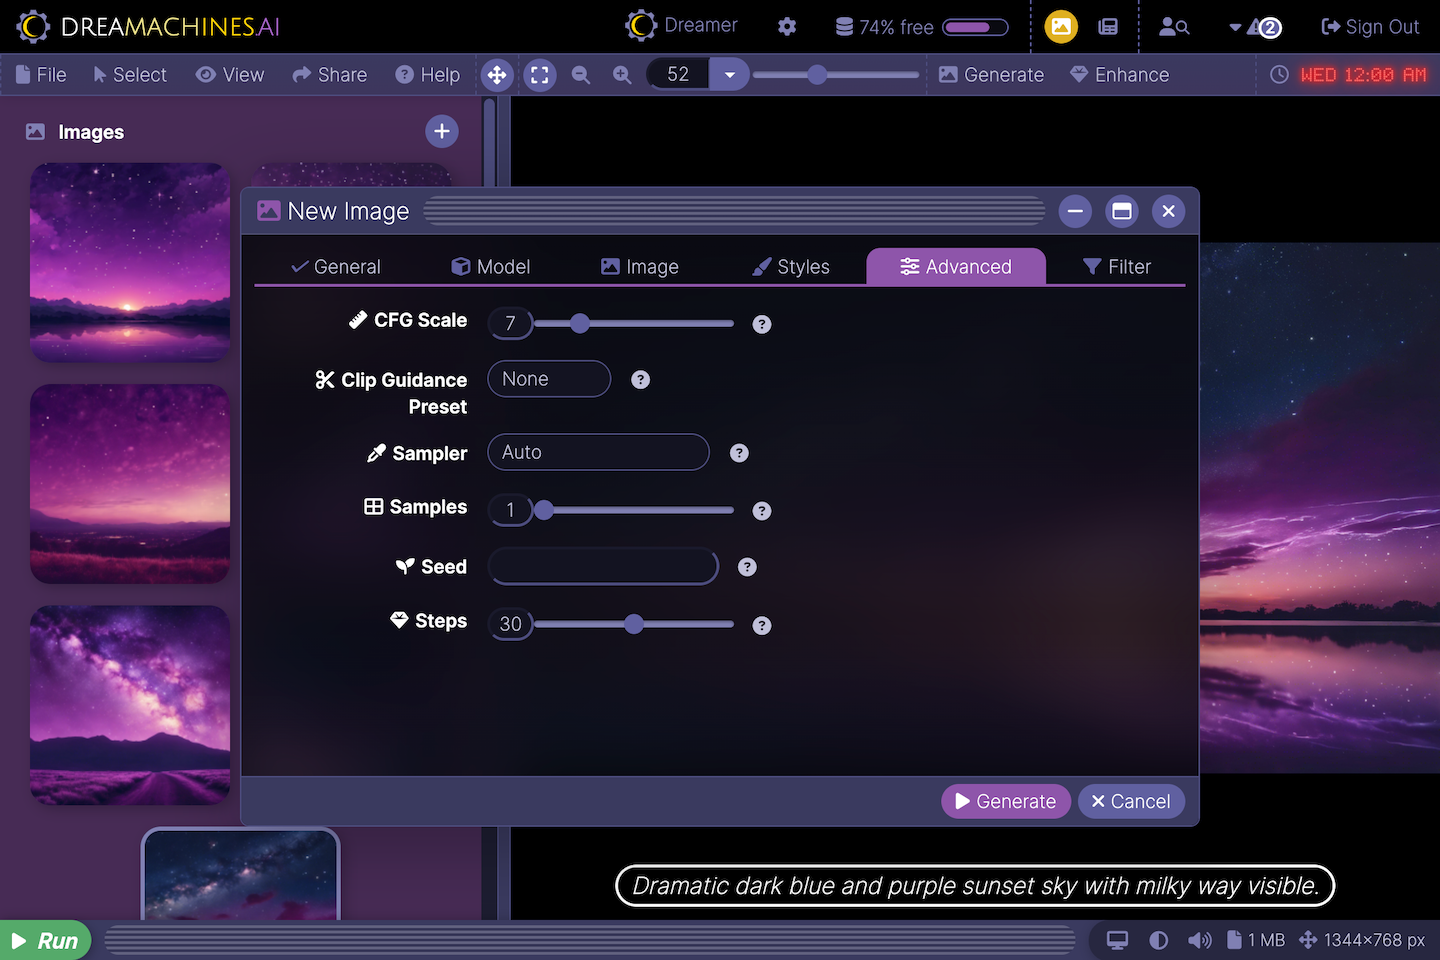 DREAMACHINES.AI
Dreamer
74% free
2
Sign Out
File
Select
View
Share
Help
52
Generate
Enhance
WED 12:00 AM
Images
New Image
General
Model
Image
Styles
Advanced
Filter
CFG Scale
7
?
Clip Guidance
Preset
None
?
Sampler
Auto
?
Samples
1
?
Seed
?
Steps
30
?
Generate
Cancel
Dramatic dark blue and purple sunset sky with milky way visible.
Run
1 MB
1344×768 px